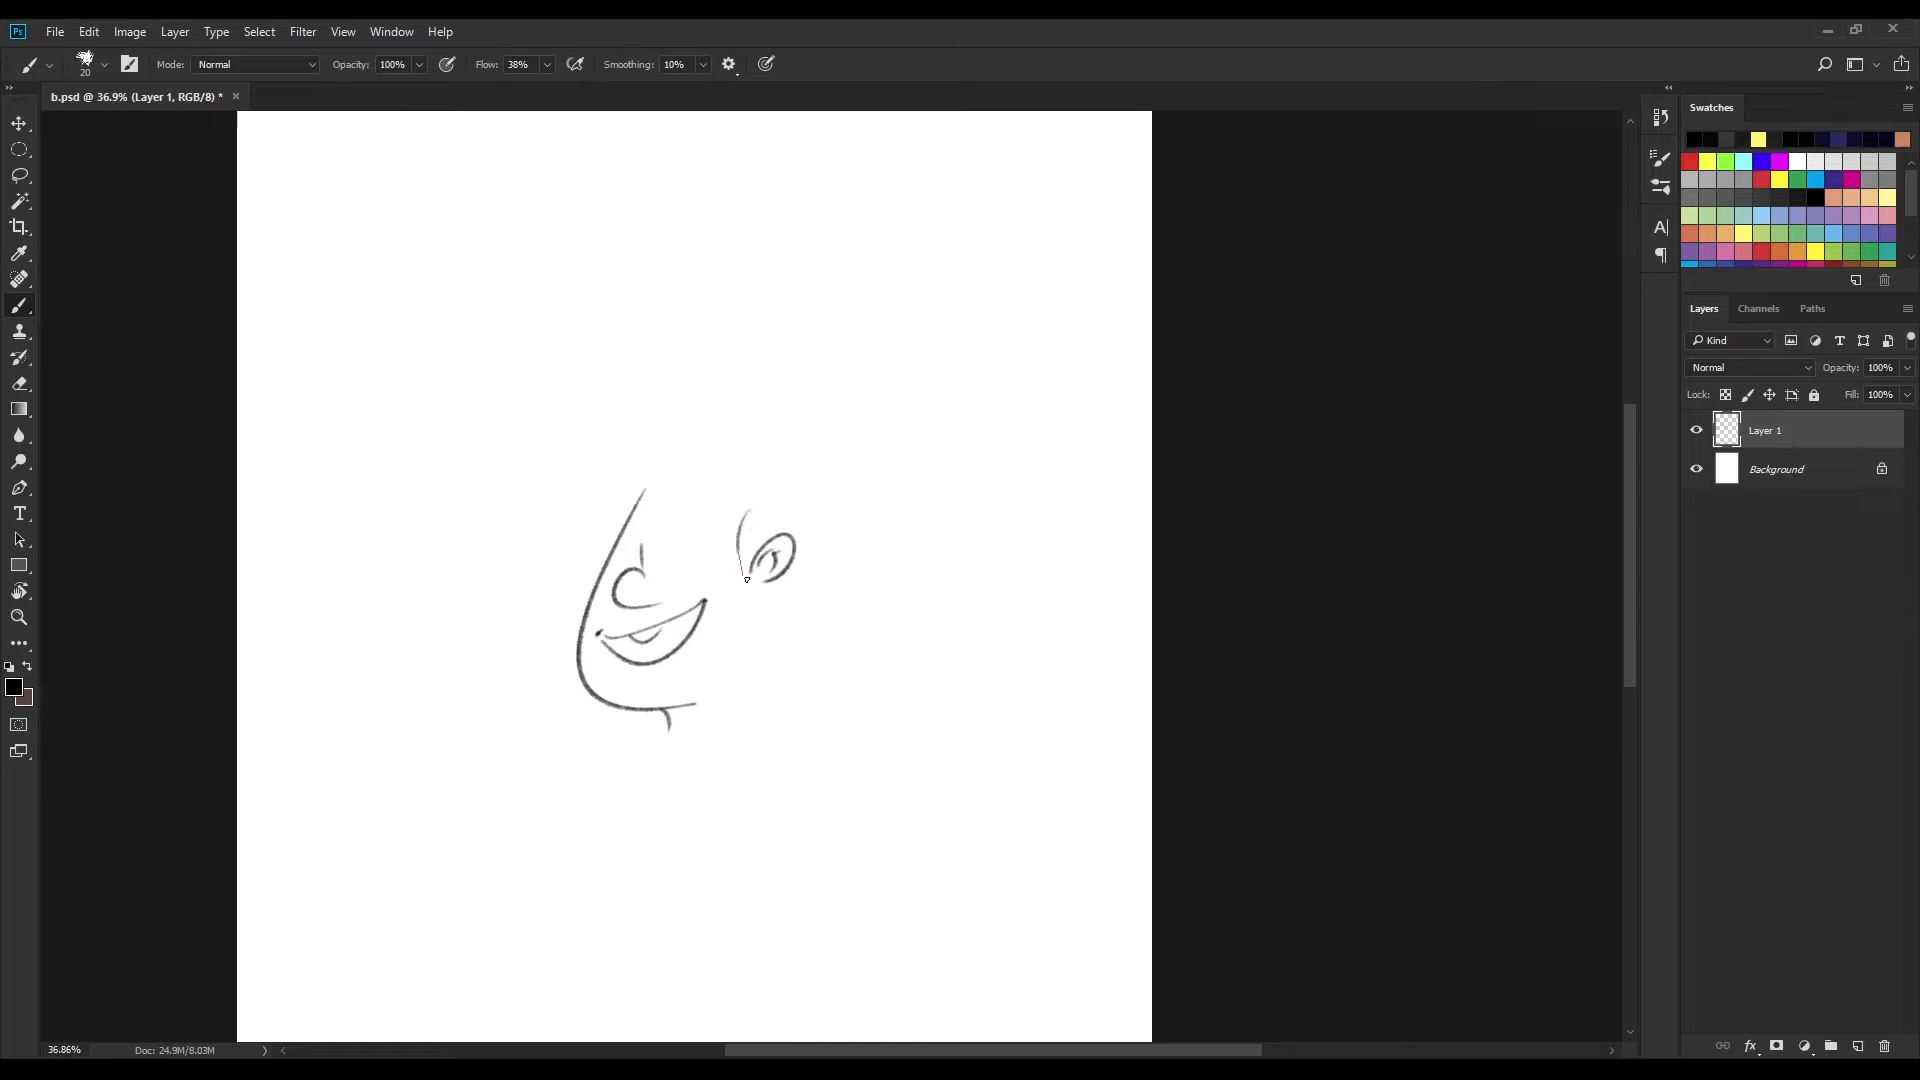 Ps File Edit Image Layer Type Select Filter View Window Help
20 Mode: Normal Opacity: 100% Flow: 38% Smoothing: 10%
b.psd @ 36.9% (Layer 1, RGB/8) * ×
Swatches
Layers Channels Paths
Kind
Normal Opacity: 100%
Lock: Fill: 100%
Layer 1
Background
36.86% Doc: 24.9M/8.03M